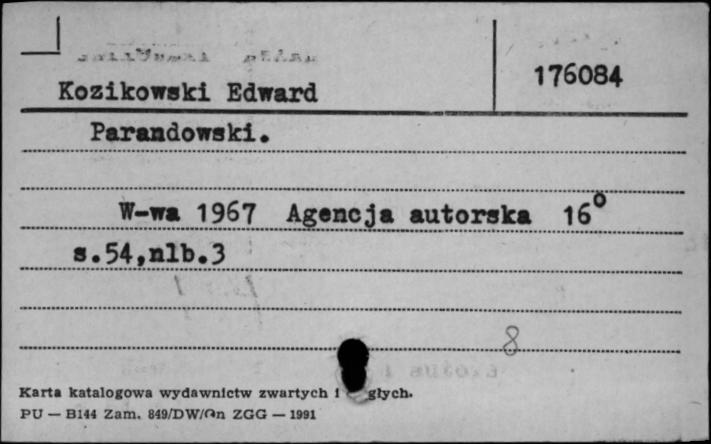 Kozikowski Edward
176084
Parandowski.
W-wa 1967 Agencja autorska 16°
s.54,nlb.3
8
Karta katalogowa wydawnictw zwartych i głych.
PU — B144 Zam. 849/DW/On ZGG — 1991